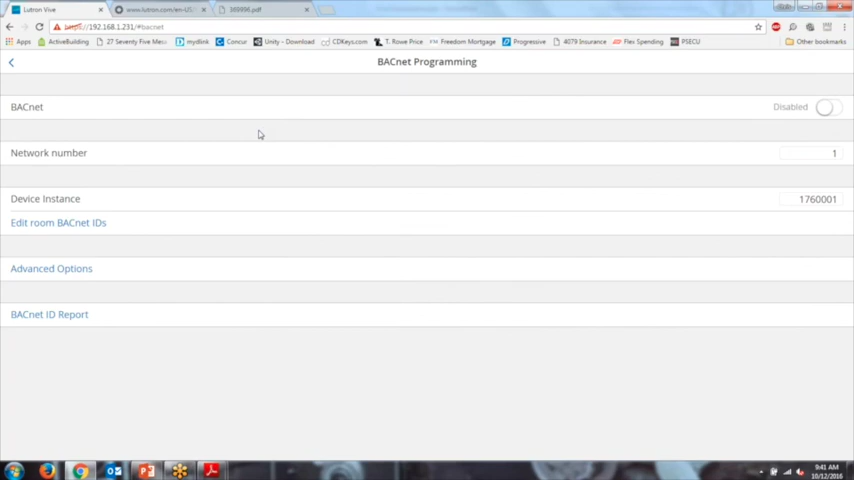 Lutron Vive
www.lutron.com/en-US/
369996.pdf
https://192.168.1.231/#bacnet
Apps ActiveBuilding 27 Seventy Five Mess mydlink Concur Unity - Download CDKeys.com T. Rowe Price Freedom Mortgage Progressive 4079 Insurance Flex Spending PSECU Other bookmarks
BACnet Programming
BACnet Disabled
Network number 1
Device Instance 1760001
Edit room BACnet IDs
Advanced Options
BACnet ID Report
9:41 AM
10/12/2016